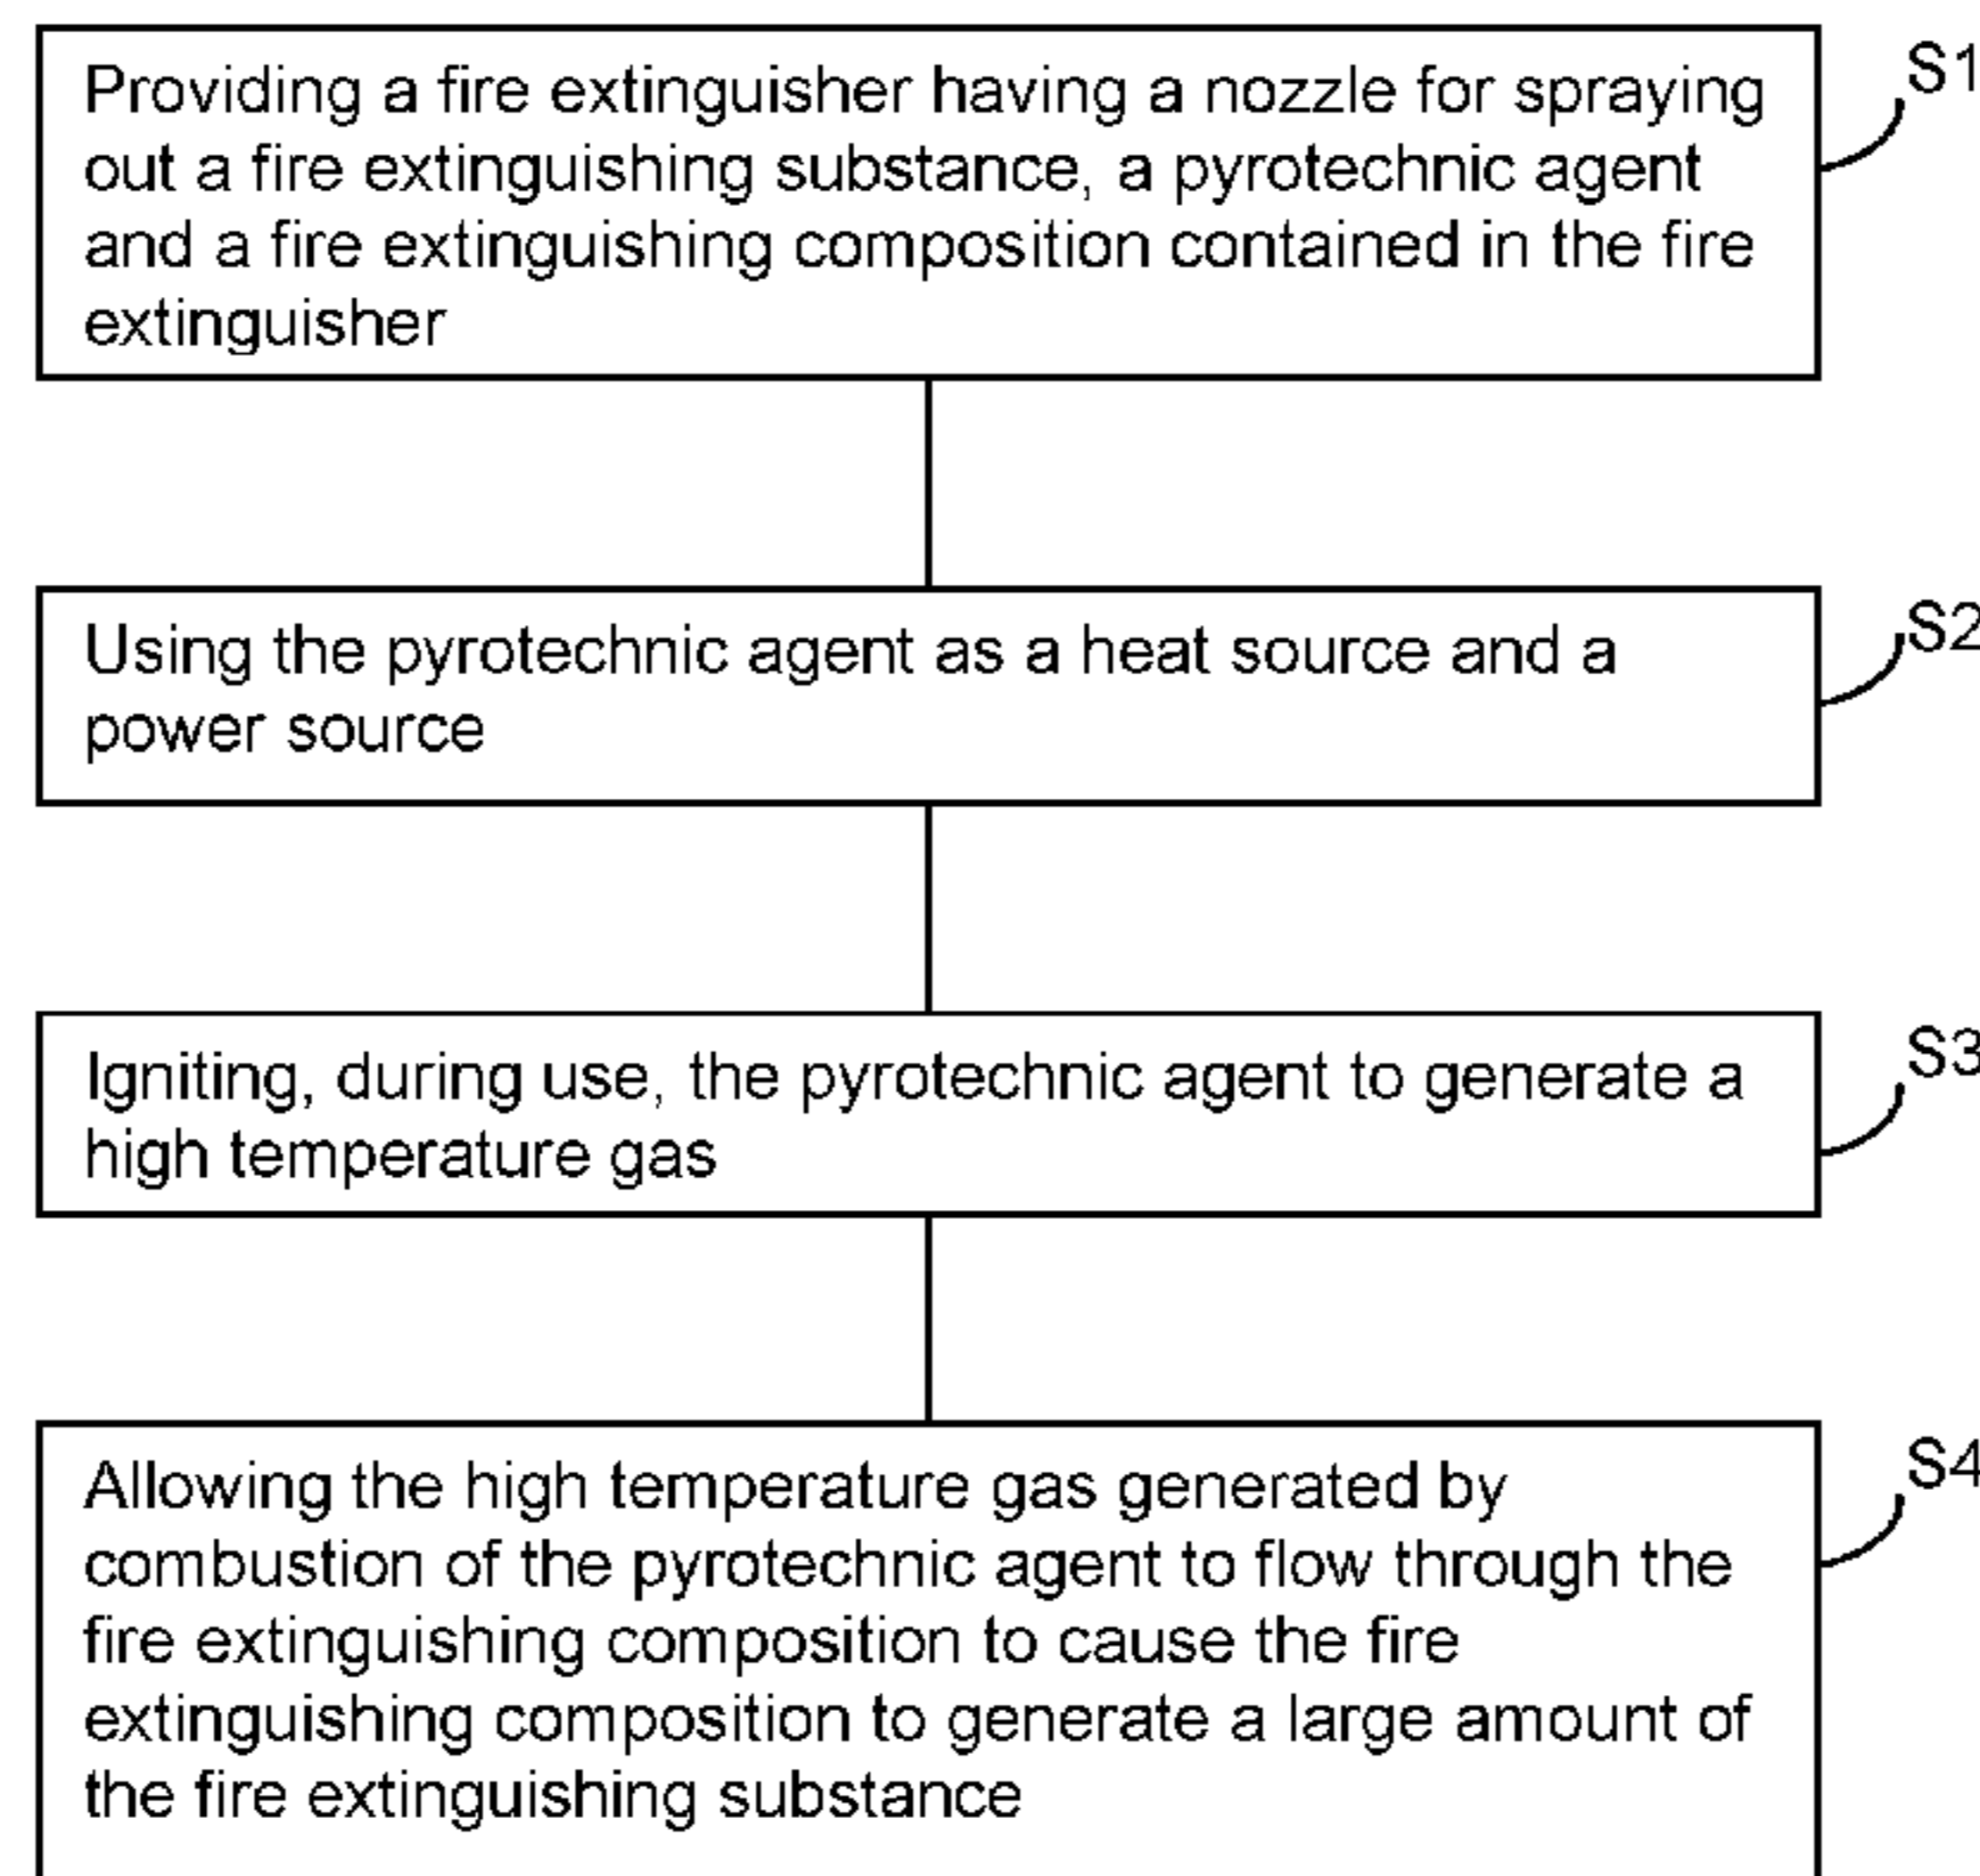 Providing a fire extinguisher having a nozzle for spraying
out a fire extinguishing substance, a pyrotechnic agent
and a fire extinguishing composition contained in the fire
extinguisher
S1
Using the pyrotechnic agent as a heat source and a
power source
S2
Igniting, during use, the pyrotechnic agent to generate a
high temperature gas
S3
Allowing the high temperature gas generated by
combustion of the pyrotechnic agent to flow through the
fire extinguishing composition to cause the fire
extinguishing composition to generate a large amount of
the fire extinguishing substance
S4